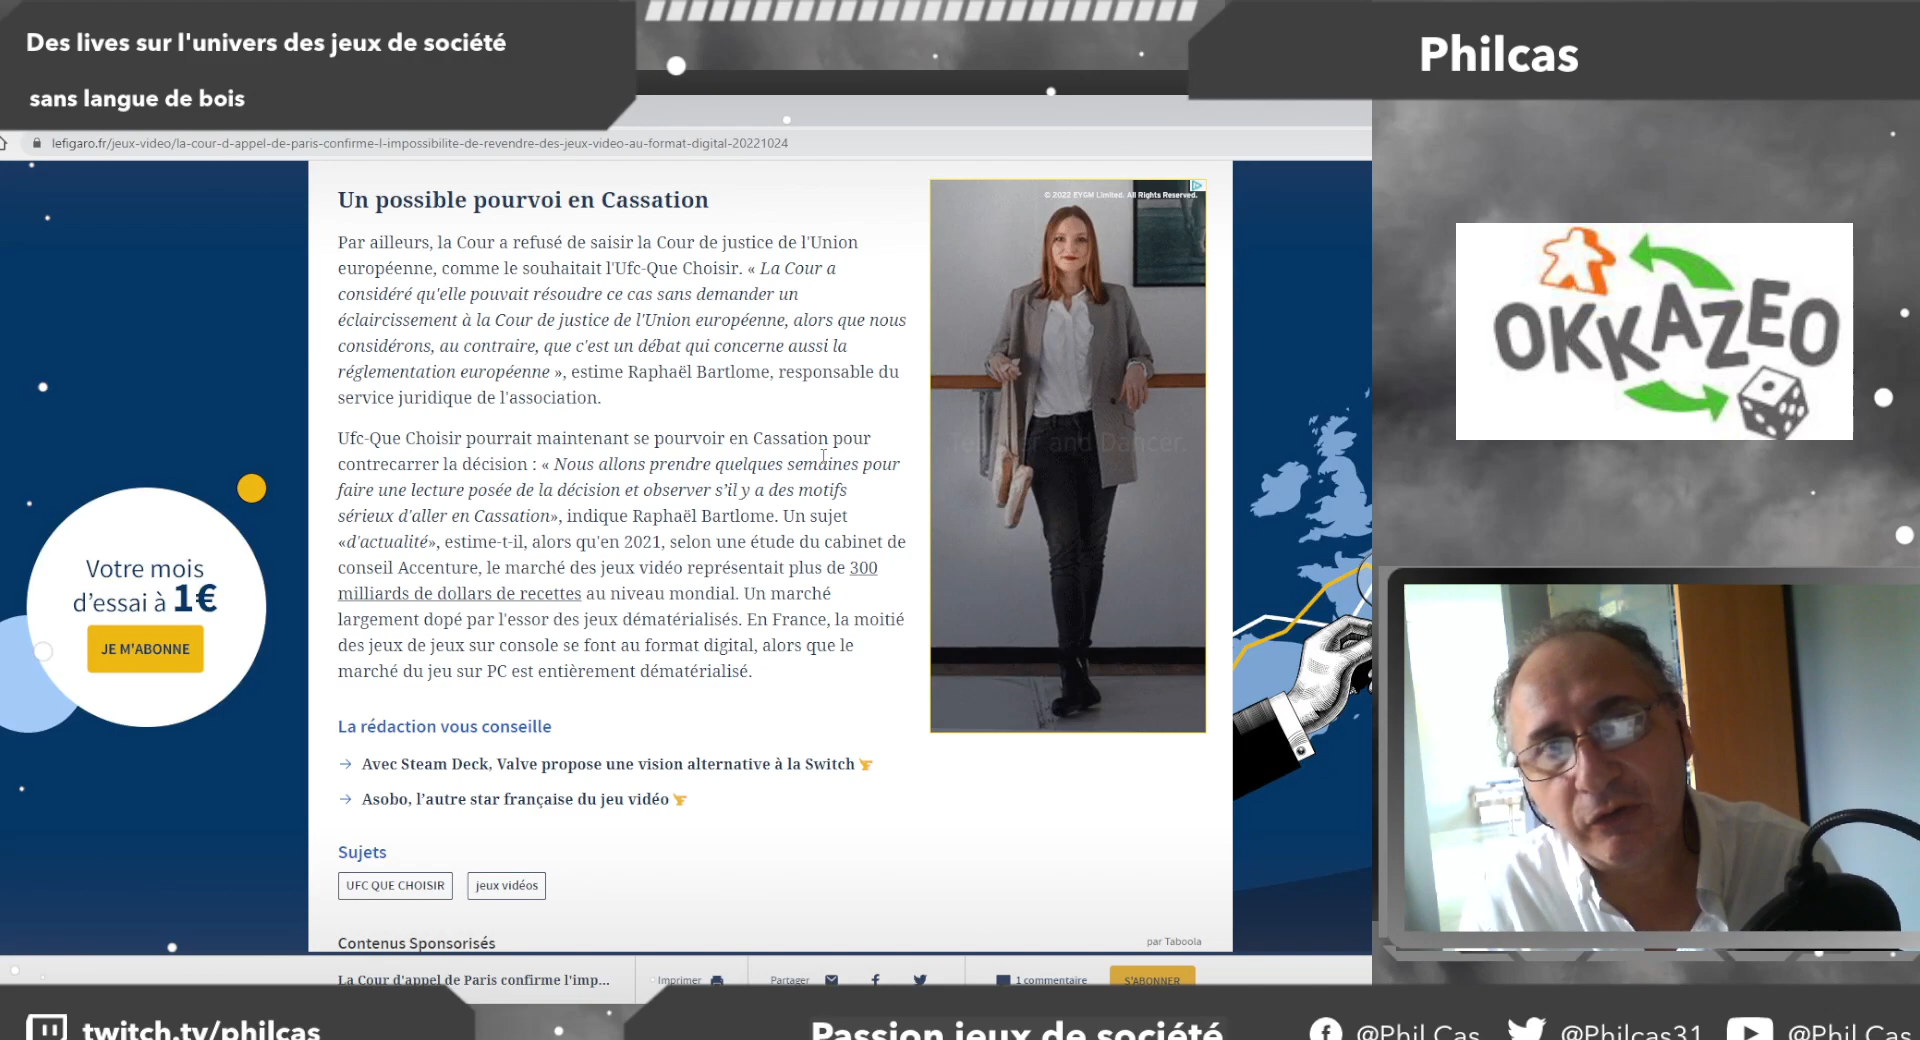 Des lives sur l'univers des jeux de société
sans langue de bois
Philcas
lefigaro.fr/jeux-video/la-cour-d-appel-de-paris-confirme-l-impossibilite-de-revendre-des-jeux-video-au-format-digital-20221024
Un possible pourvoi en Cassation
Par ailleurs, la Cour a refusé de saisir la Cour de justice de l'Union
européenne, comme le souhaitait l'Ufc-Que Choisir. « La Cour a
considéré qu'elle pouvait résoudre ce cas sans demander un
éclaircissement à la Cour de justice de l'Union européenne, alors que nous
considérons, au contraire, que c'est un débat qui concerne aussi la
réglementation européenne », estime Raphaël Bartlome, responsable du
service juridique de l'association.
Ufc-Que Choisir pourrait maintenant se pourvoir en Cassation pour
contrecarrer la décision : « Nous allons prendre quelques semaines pour
faire une lecture posée de la décision et observer s'il y a des motifs
sérieux d'aller en Cassation», indique Raphaël Bartlome. Un sujet
«d'actualité», estime-t-il, alors qu'en 2021, selon une étude du cabinet de
conseil Accenture, le marché des jeux vidéo représentait plus de 300
milliards de dollars de recettes au niveau mondial. Un marché
largement dopé par l'essor des jeux dématérialisés. En France, la moitié
des jeux de jeux sur console se font au format digital, alors que le
marché du jeu sur PC est entièrement dématérialisé.
La rédaction vous conseille
Avec Steam Deck, Valve propose une vision alternative à la Switch
Asobo, l'autre star française du jeu vidéo
Sujets
UFC QUE CHOISIR
jeux vidéos
Contenus Sponsorisés
par Taboola
© 2022 EYGM Limited. All Rights Reserved.
and Dancer.
Votre mois
d'essai à 1€
JE M'ABONNE
OKKAZEO
La Cour d'appel de Paris confirme l'imp...
Imprimer
Partager
1 commentaire
S'ABONNER
twitch.tv/philcas
Passion jeux de société
@Phil Cas
@Philcas31
@Phil Cas